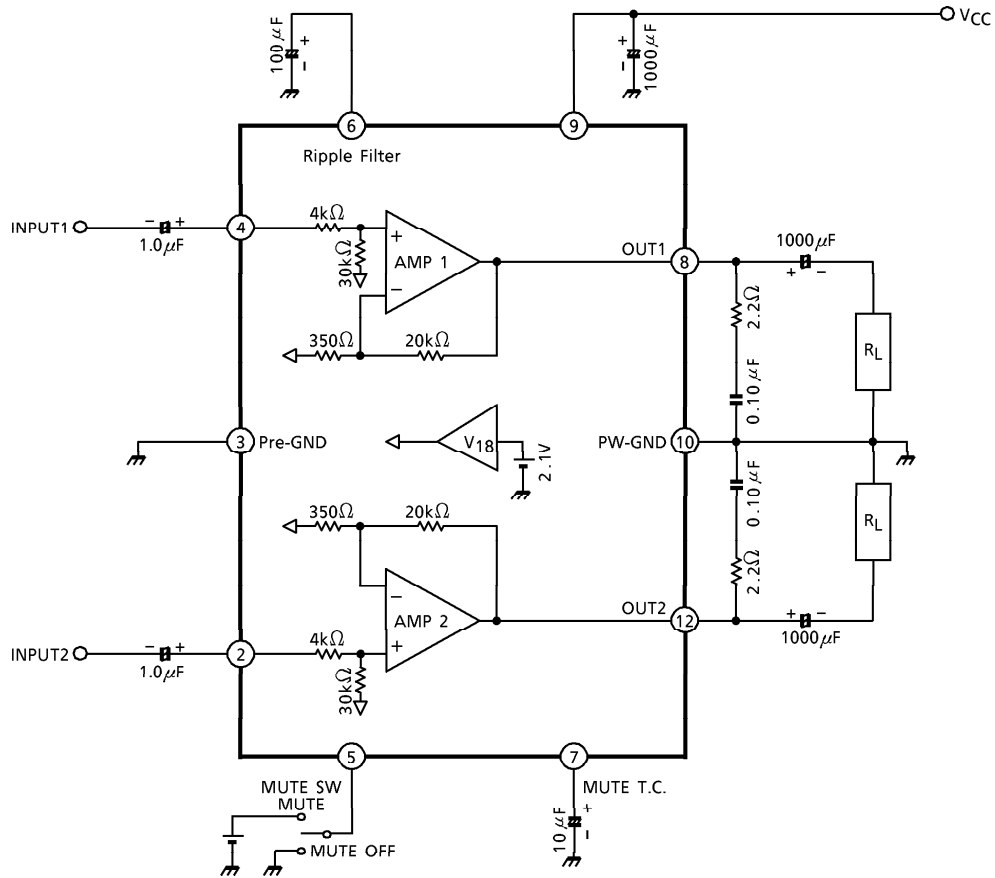 100μF
+
-
+
-
1000μF
VCC
6
9
Ripple Filter
INPUT1
- +
1.0μF
4
4kΩ
30kΩ
+
AMP 1
-
350Ω
20kΩ
OUT1
8
1000μF
+ -
2.2Ω
0.10μF
RL
3
Pre-GND
V18
2.1V
PW-GND
10
350Ω
20kΩ
0.10μF
2.2Ω
RL
-
AMP 2
+
OUT2
12
+ -
1000μF
INPUT2
- +
1.0μF
2
4kΩ
30kΩ
5
7
MUTE SW
MUTE
MUTE OFF
MUTE T.C.
10μF
+
-